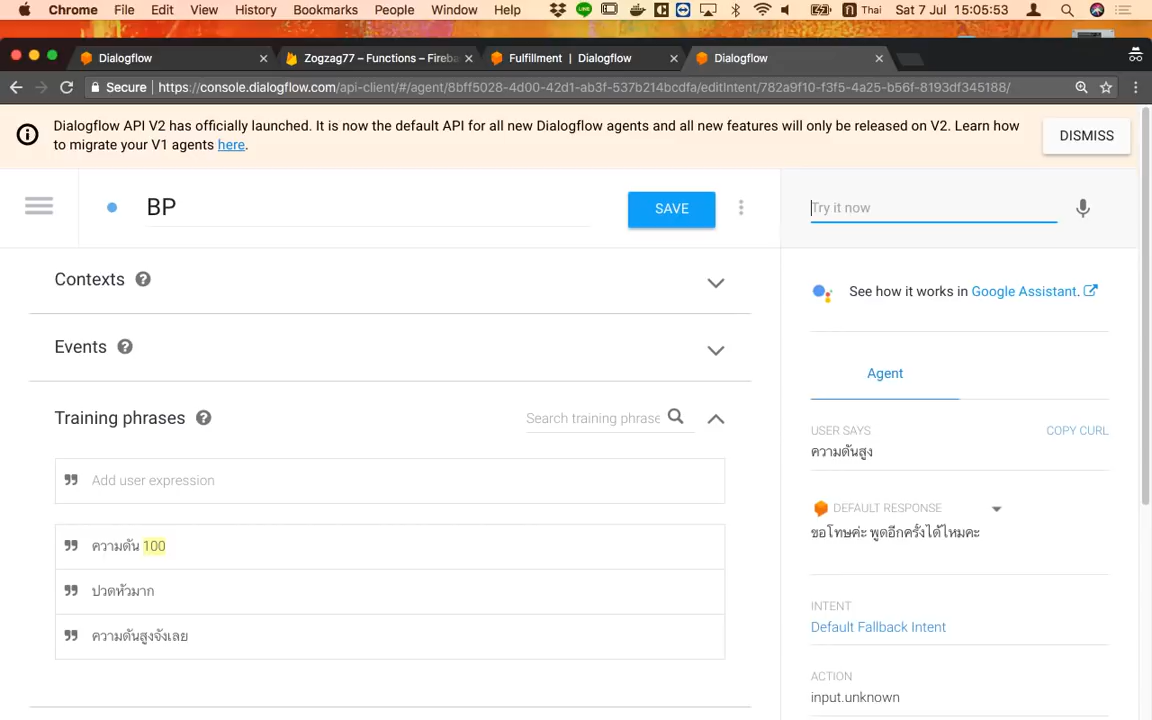 Chrome File Edit View History Bookmarks People Window Help Thai Sat 7 Jul 15:05:53
Dialogflow Zogzag77 – Functions – Fireba Fulfillment | Dialogflow Dialogflow
Secure https://console.dialogflow.com/api-client/#/agent/8bff5028-4d00-42d1-ab3f-537b214bcdfa/editIntent/782a9f10-f3f5-4a25-b56f-8193df345188/
Dialogflow API V2 has officially launched. It is now the default API for all new Dialogflow agents and all new features will only be released on V2. Learn how
to migrate your V1 agents here.
DISMISS
BP
SAVE
Try it now
Contexts
See how it works in Google Assistant.
Events
Agent
Training phrases
Search training phrase
USER SAYS COPY CURL
ความดันสูง
Add user expression
DEFAULT RESPONSE
ขอโทษค่ะ พูดอีกครั้งได้ไหมคะ
ความดัน 100
ปวดหัวมาก
ความดันสูงจังเลย
INTENT
Default Fallback Intent
ACTION
input.unknown